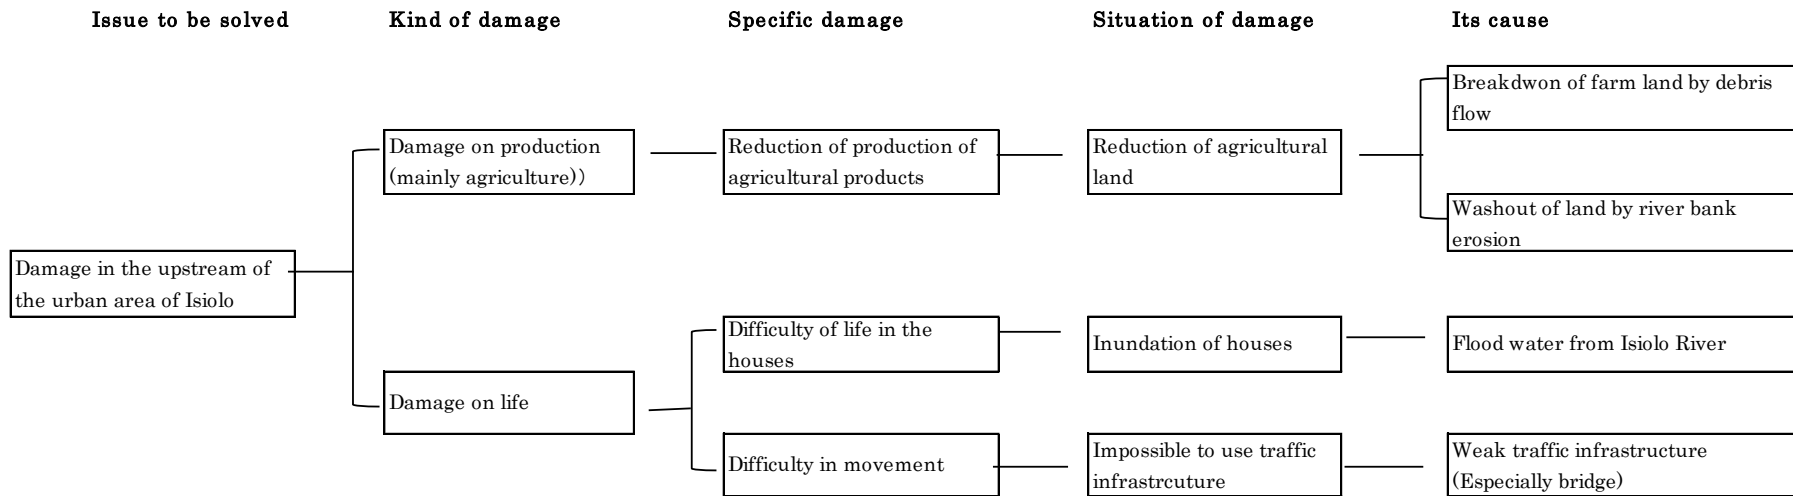 Issue to be solved
Kind of damage
Specific damage
Situation of damage
Its cause
Damage in the upstream of
the urban area of Isiolo
Damage on production
(mainly agriculture))
Reduction of production of
agricultural products
Reduction of agricultural
land
Breakdwon of farm land by debris
flow
Washout of land by river bank
erosion
Damage on life
Difficulty of life in the
houses
Inundation of houses
Flood water from Isiolo River
Difficulty in movement
Impossible to use traffic
infrastrcuture
Weak traffic infrastructure
(Especially bridge)